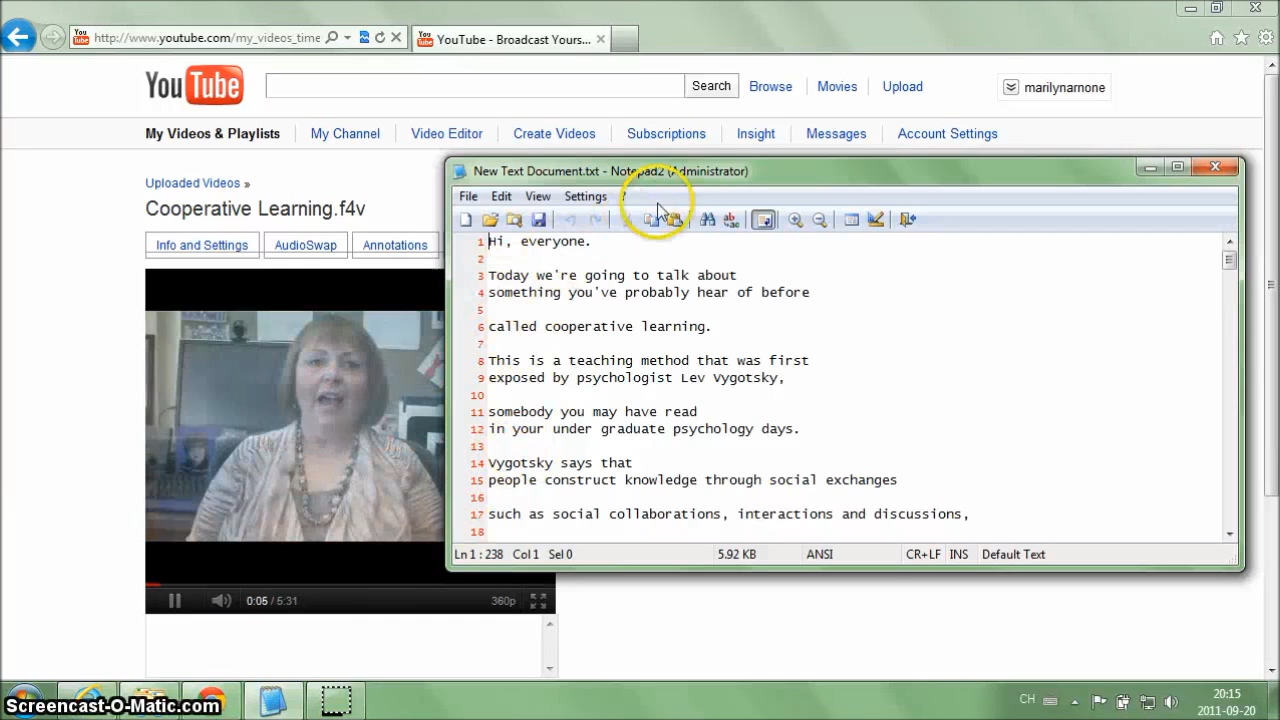 http://www.youtube.com/my_videos_time
You
Tube
YouTube - Broadcast Yours...
YouTube
Search
Browse
Movies
Upload
marilynarnone
My Videos & Playlists
My Channel
Video Editor
Create Videos
Subscriptions
Insight
Messages
Account Settings
Uploaded Videos »
Cooperative Learning.f4v
Info and Settings
AudioSwap
Annotations
0:05 / 5:31
360p
New Text Document.txt - Notepad2 (Administrator)
File
Edit
View
Settings
?
1 Hi, everyone.
2
3 Today we're going to talk about
4 something you've probably hear of before
5
6 called cooperative learning.
7
8 This is a teaching method that was first
9 exposed by psychologist Lev Vygotsky,
10
11 somebody you may have read
12 in your under graduate psychology days.
13
14 Vygotsky says that
15 people construct knowledge through social exchanges
16
17 such as social collaborations, interactions and discussions,
18
Ln 1 : 238 Col 1 Sel 0
5.92 KB
ANSI
CR+LF
INS
Default Text
Screencast-O-Matic.com
CH
20:15
2011-09-20